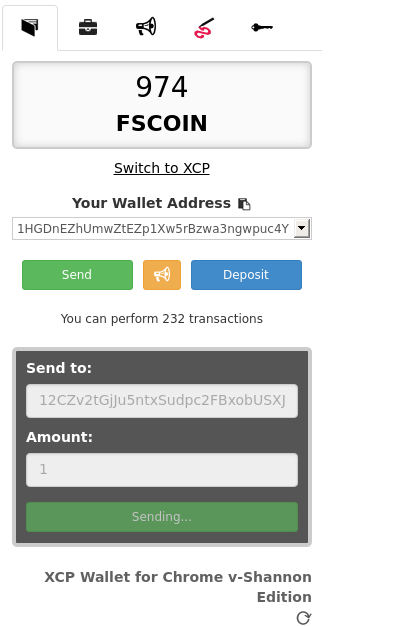 974
FSCOIN
Switch to XCP
Your Wallet Address
1HGDnEZhUmwZtEZp1Xw5rBzwa3ngwpuc4Y
Send
Deposit
You can perform 232 transactions
Send to:
12CZv2tGjJu5ntxSudpc2FBxobUSXJ
Amount:
1
Sending...
XCP Wallet for Chrome v-Shannon
Edition